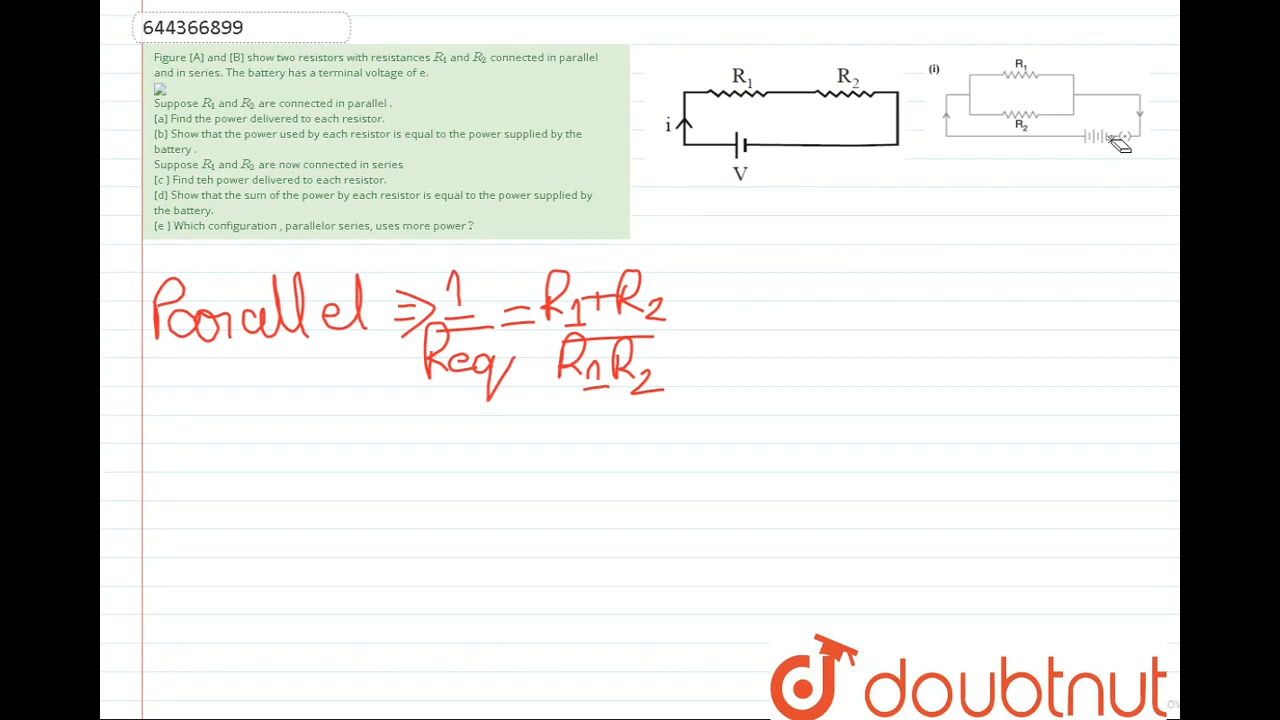 644366899
Figure [A] and [B] show two resistors with resistances R1 and R2 connected in parallel
and in series. The battery has a terminal voltage of e.
Suppose R1 and R2 are connected in parallel .
[a] Find the power delivered to each resistor.
[b] Show that the power used by each resistor is equal to the power supplied by the
battery .
Suppose R1 and R2 are now connected in series
[c ] Find teh power delivered to each resistor.
[d] Show that the sum of the power by each resistor is equal to the power supplied by
the battery.
[e ] Which configuration , parallelor series, uses more power ?
R1 R2
i
V
(i)
R1
R2
Parallel ⇒ 1/Req = R1+R2/R1R2
doubtnut